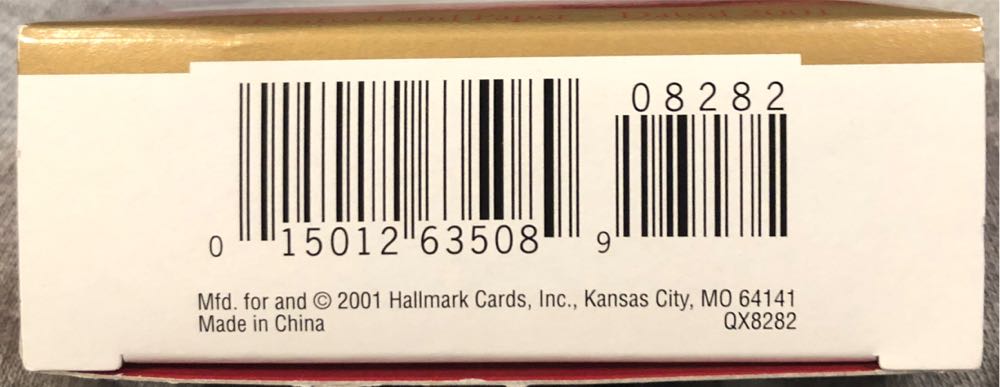 08282
0 15012 63508 9
Mfd. for and © 2001 Hallmark Cards, Inc., Kansas City, MO 64141
Made in China QX8282